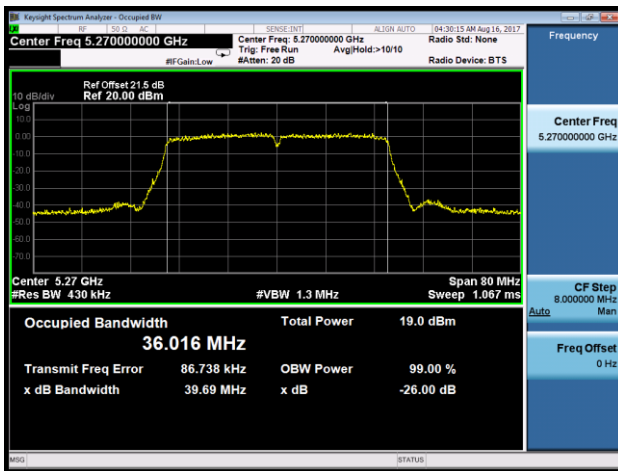 Keysight Spectrum Analyzer - Occupied BW
RF 50 Ω AC SENSE:INT ALIGN AUTO 04:30:15 AM Aug 16, 2017
Center Freq 5.270000000 GHz
Center Freq: 5.270000000 GHz Radio Std: None
Trig: Free Run Avg|Hold:>10/10
#IFGain:Low #Atten: 20 dB Radio Device: BTS
Ref Offset 21.5 dB
10 dB/div Ref 20.00 dBm
Log
10.0
0.00
-10.0
-20.0
-30.0
-40.0
-50.0
-60.0
-70.0
Center 5.27 GHz Span 80 MHz
#Res BW 430 kHz #VBW 1.3 MHz Sweep 1.067 ms
Occupied Bandwidth Total Power 19.0 dBm
36.016 MHz
Transmit Freq Error 86.738 kHz OBW Power 99.00 %
x dB Bandwidth 39.69 MHz x dB -26.00 dB
MSG STATUS
Frequency
Center Freq
5.270000000 GHz
CF Step
8.000000 MHz
Auto Man
Freq Offset
0 Hz